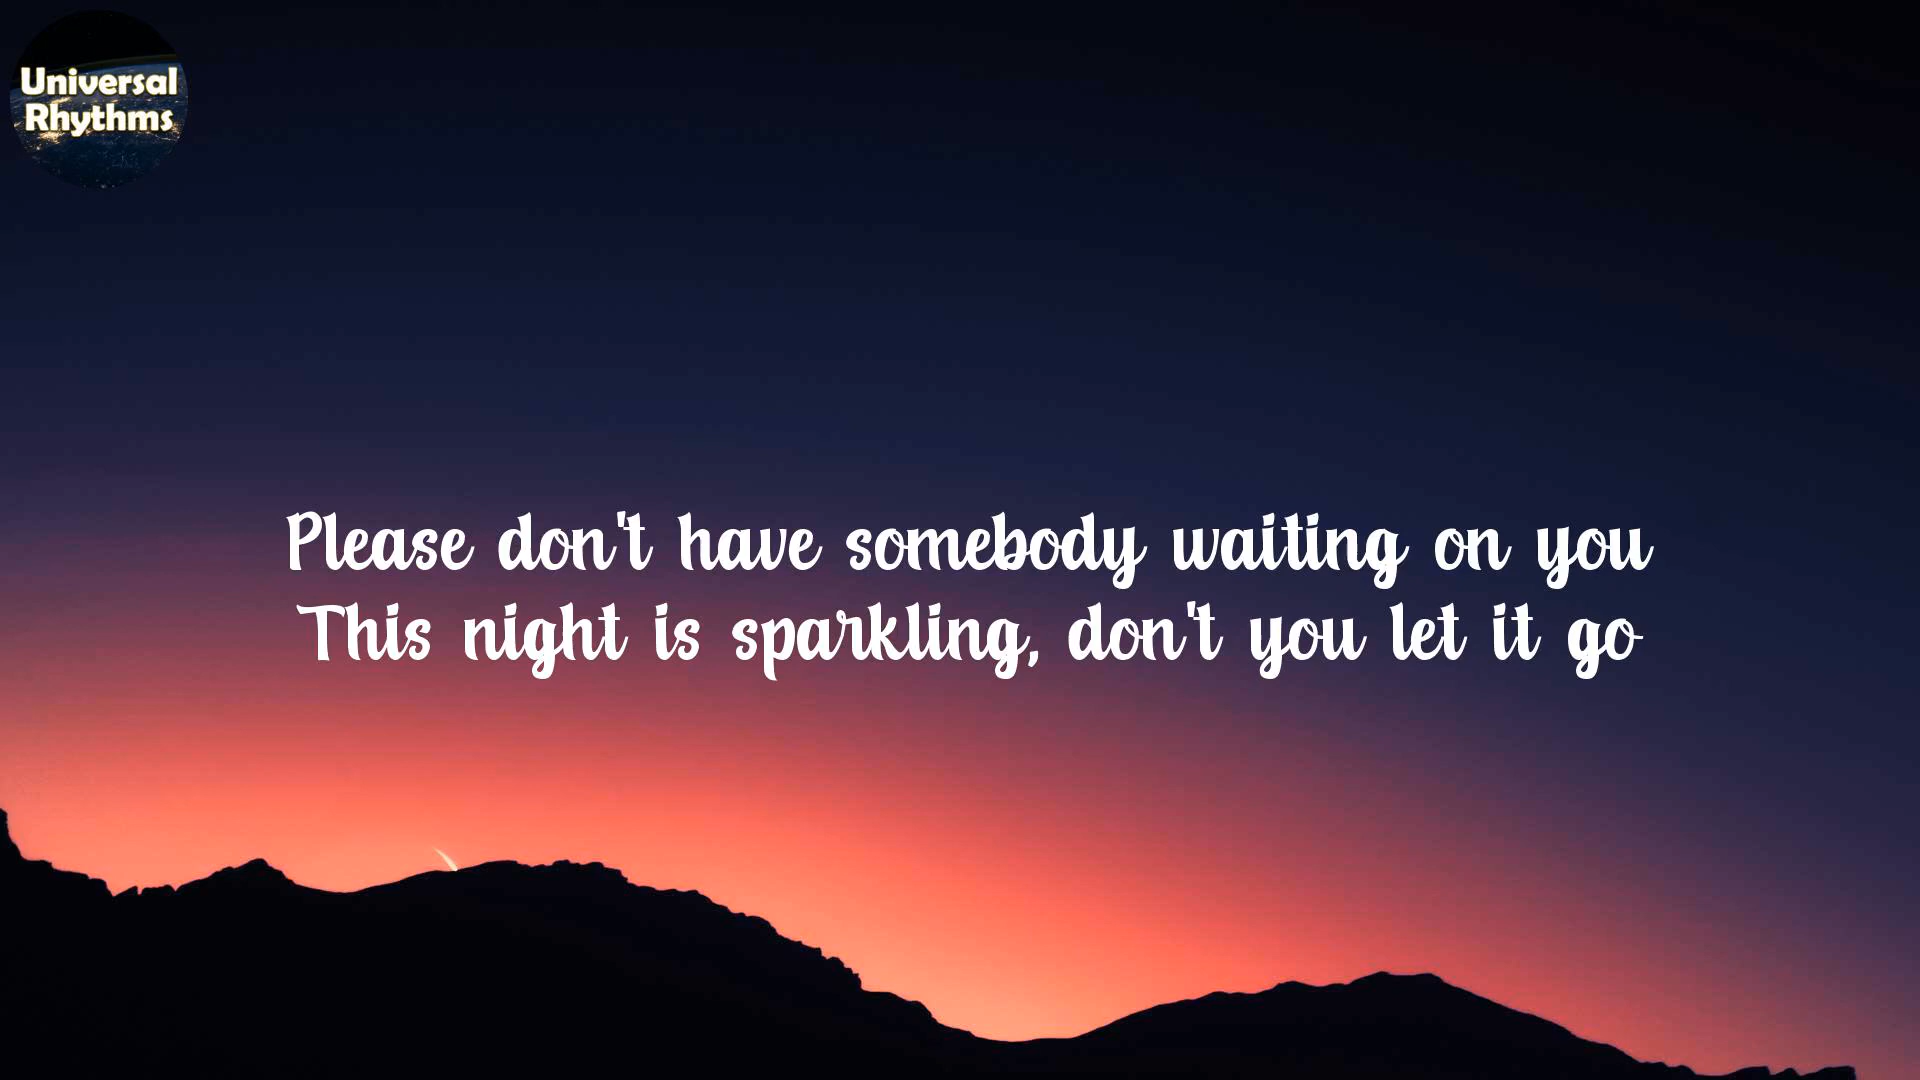 Universal
Rhythms
Please don't have somebody waiting on you
This night is sparkling, don't you let it go